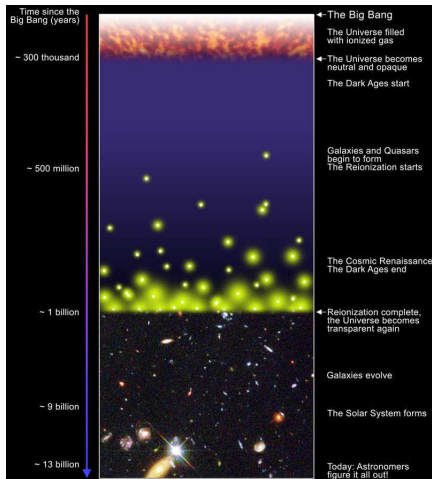 Time since the
Big Bang (years)
The Big Bang
The Universe filled
with ionized gas
~ 300 thousand
The Universe becomes
neutral and opaque
The Dark Ages start
Galaxies and Quasars
begin to form
The Reionization starts
~ 500 million
The Cosmic Renaissance
The Dark Ages end
~ 1 billion
Reionization complete,
the Universe becomes
transparent again
Galaxies evolve
~ 9 billion
The Solar System forms
~ 13 billion
Today: Astronomers
figure it all out!